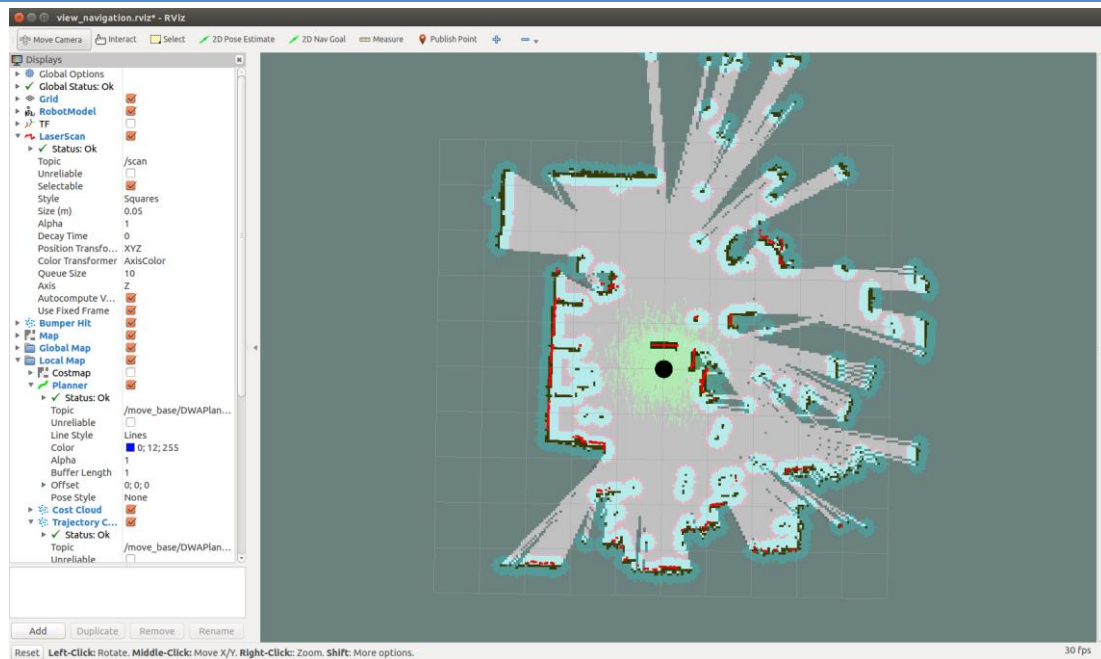 view_navigation.rviz* - RViz
Move Camera Interact Select 2D Pose Estimate 2D Nav Goal Measure Publish Point
Displays
Global Options
Global Status: Ok
Grid
RobotModel
TF
LaserScan
Status: Ok
Topic /scan
Unreliable
Selectable
Style Squares
Size (m) 0.05
Alpha 1
Decay Time 0
Position Transfo... XYZ
Color Transformer AxisColor
Queue Size 10
Axis Z
Autocompute V...
Use Fixed Frame
Bumper Hit
Map
Global Map
Local Map
Costmap
Planner
Status: Ok
Topic /move_base/DWAPlan...
Unreliable
Line Style Lines
Color 0; 12; 255
Alpha 1
Buffer Length 1
Offset 0; 0; 0
Pose Style None
Cost Cloud
Trajectory C...
Status: Ok
Topic /move_base/DWAPlan...
Unreliable
Add Duplicate Remove Rename
Reset Left-Click: Rotate. Middle-Click: Move X/Y. Right-Click:: Zoom. Shift: More options. 30 fps